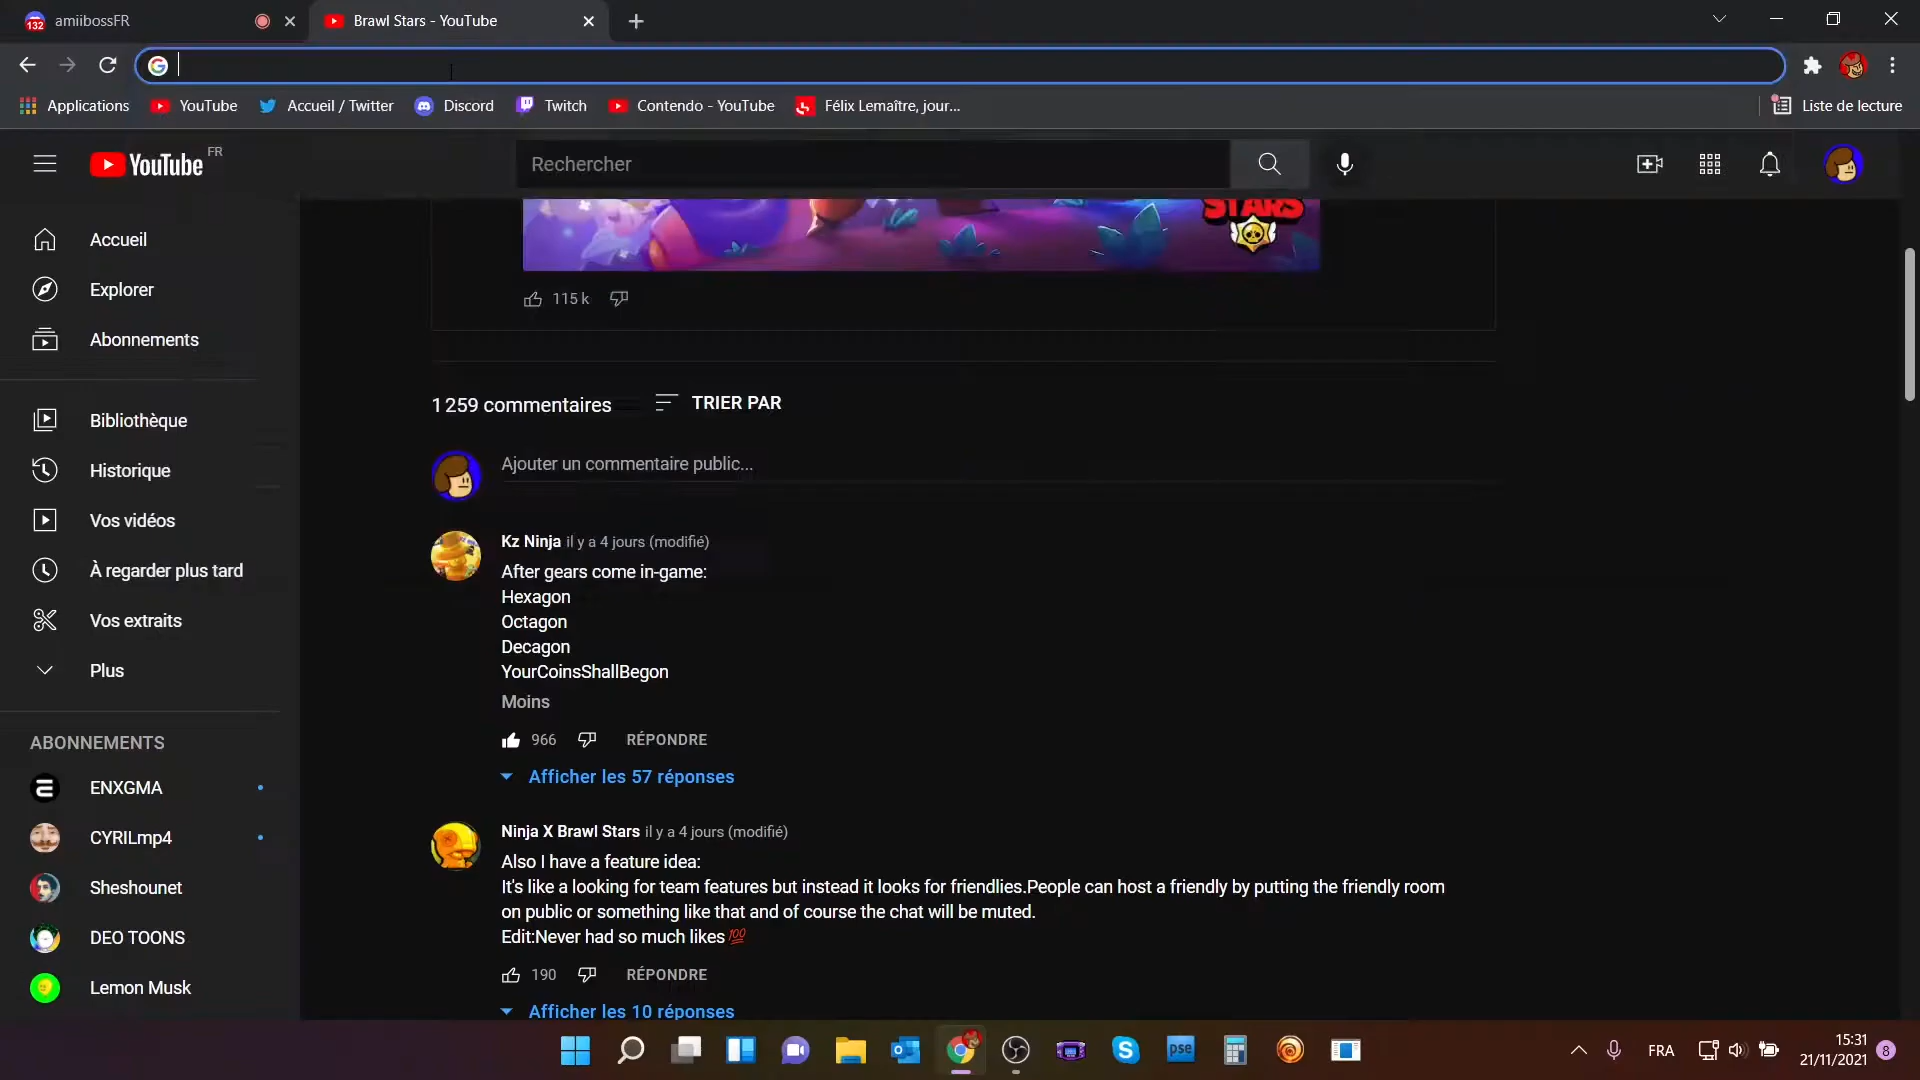 132
amiibossFR
Brawl Stars - YouTube
Applications
YouTube
Accueil / Twitter
Discord
Twitch
Contendo - YouTube
Félix Lemaître, jour...
Liste de lecture
YouTube FR
Rechercher
Accueil
Explorer
Abonnements
Bibliothèque
Historique
Vos vidéos
À regarder plus tard
Vos extraits
Plus
ABONNEMENTS
ENXGMA
CYRILmp4
Sheshounet
DEO TOONS
Lemon Musk
STARS
115 k
1 259 commentaires
TRIER PAR
Ajouter un commentaire public...
Kz Ninja il y a 4 jours (modifié)
After gears come in-game:
Hexagon
Octagon
Decagon
YourCoinsShallBegon
Moins
966
RÉPONDRE
Afficher les 57 réponses
Ninja X Brawl Stars il y a 4 jours (modifié)
Also I have a feature idea:
It's like a looking for team features but instead it looks for friendlies.People can host a friendly by putting the friendly room
on public or something like that and of course the chat will be muted.
Edit:Never had so much likes💯
190
RÉPONDRE
Afficher les 10 réponses
pse
FRA
15:31
21/11/2021
8